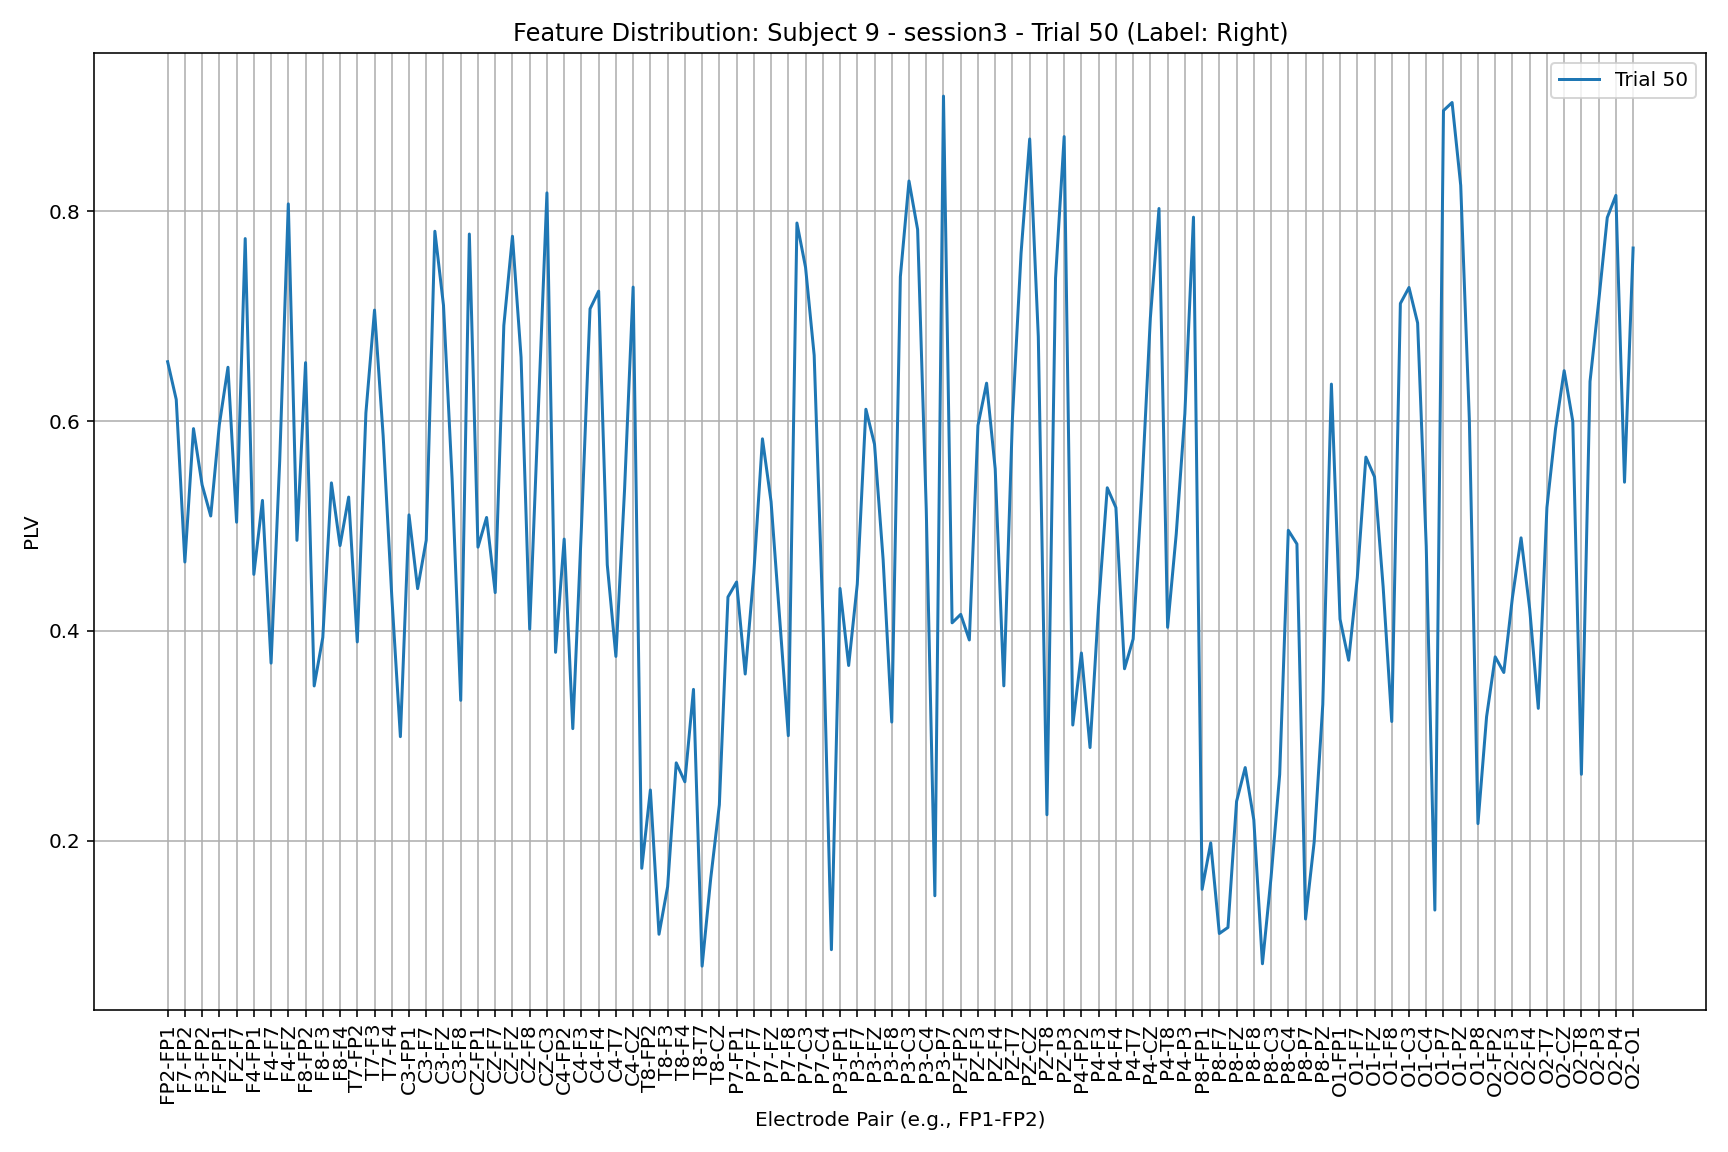 Feature Distribution: Subject 9 - session3 - Trial 50 (Label: Right)
Trial 50
PLV
0.8
0.6
0.4
0.2
FP2-FP1
F7-FP2
F3-FP2
FZ-FP1
FZ-F7
F4-FP1
F4-F7
F4-FZ
F8-FP2
F8-F3
F8-F4
T7-FP2
T7-F3
T7-F4
C3-FP1
C3-F7
C3-FZ
C3-F8
CZ-FP1
CZ-F7
CZ-FZ
CZ-F8
CZ-C3
C4-FP2
C4-F3
C4-F4
C4-T7
C4-CZ
T8-FP2
T8-F3
T8-F4
T8-T7
T8-CZ
P7-FP1
P7-F7
P7-FZ
P7-F8
P7-C3
P7-C4
P3-FP1
P3-F7
P3-FZ
P3-F8
P3-C3
P3-C4
P3-P7
PZ-FP2
PZ-F3
PZ-F4
PZ-T7
PZ-CZ
PZ-T8
PZ-P3
P4-FP2
P4-F3
P4-F4
P4-T7
P4-CZ
P4-T8
P4-P3
P8-FP1
P8-F7
P8-FZ
P8-F8
P8-C3
P8-C4
P8-P7
P8-PZ
O1-FP1
O1-F7
O1-FZ
O1-F8
O1-C3
O1-C4
O1-P7
O1-PZ
O1-P8
O2-FP2
O2-F3
O2-F4
O2-T7
O2-CZ
O2-T8
O2-P3
O2-P4
O2-O1
Electrode Pair (e.g., FP1-FP2)